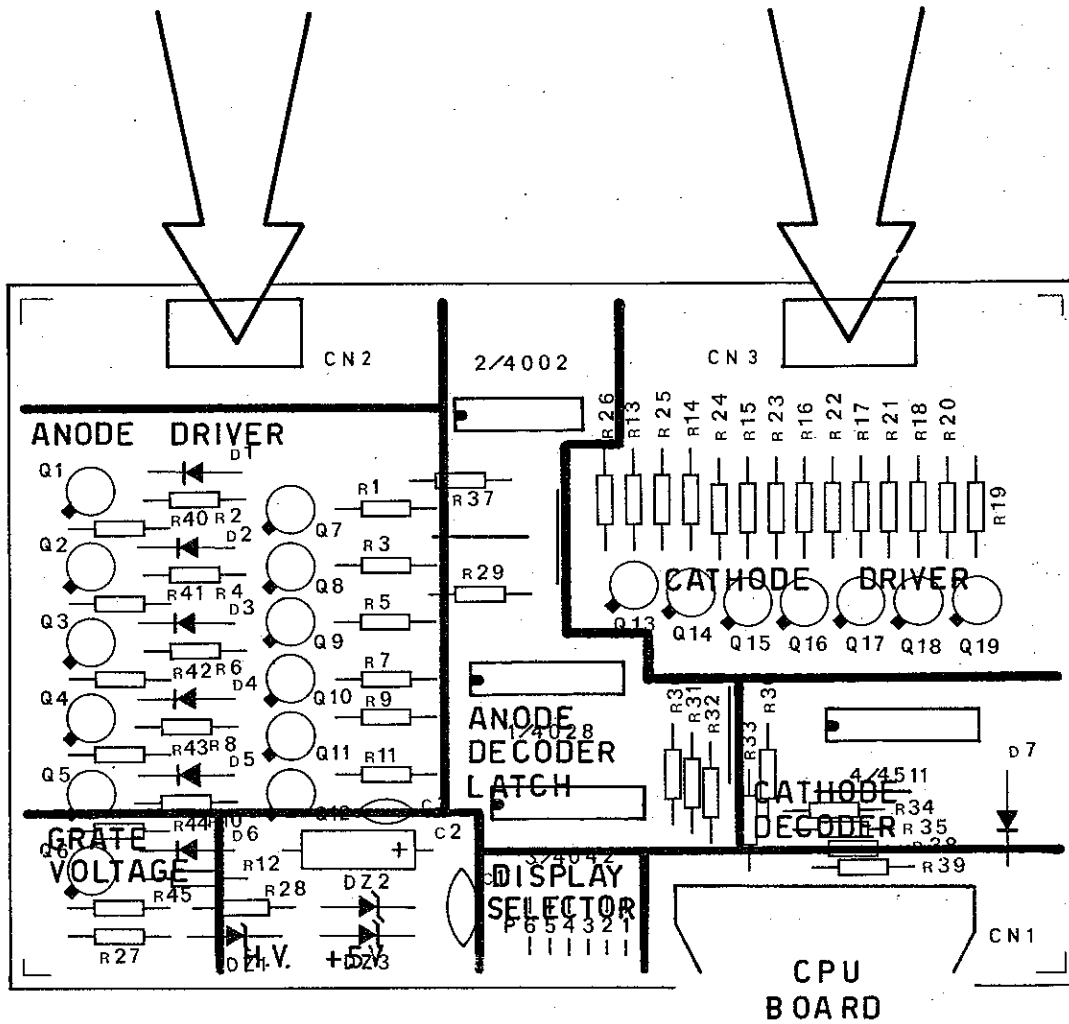 CN2
CN3
2/4002
ANODE DRIVER
D1
Q1
R40 R2
D2
Q2
R41 R4
D3
Q3
R42 R6
D4
Q4
R43 R8
D5
Q5
R44
D6
Q6
R12
R45
R28
R27
Q7
Q8
Q9
Q10
Q11
R1
R3
R5
R7
R9
R11
R37
R29
R26
R13
R25
R14
R24
R15
R23
R16
R22
R17
R21
R18
R20
R19
CATHODE DRIVER
Q13
Q14
Q15
Q16
Q17
Q18
Q19
ANODE
1/4028
DECODER
LATCH
R31
R32
R33
D7
4/4511
CATHODE
DECODER
R34
R35
R39
GRATE
VOLTAGE
C2
DZ2
DZ1
DZ3
H.V. +5V
3/4042
DISPLAY
SELECTOR
P 6 5 4 3 2 1
CN1
CPU
BOARD